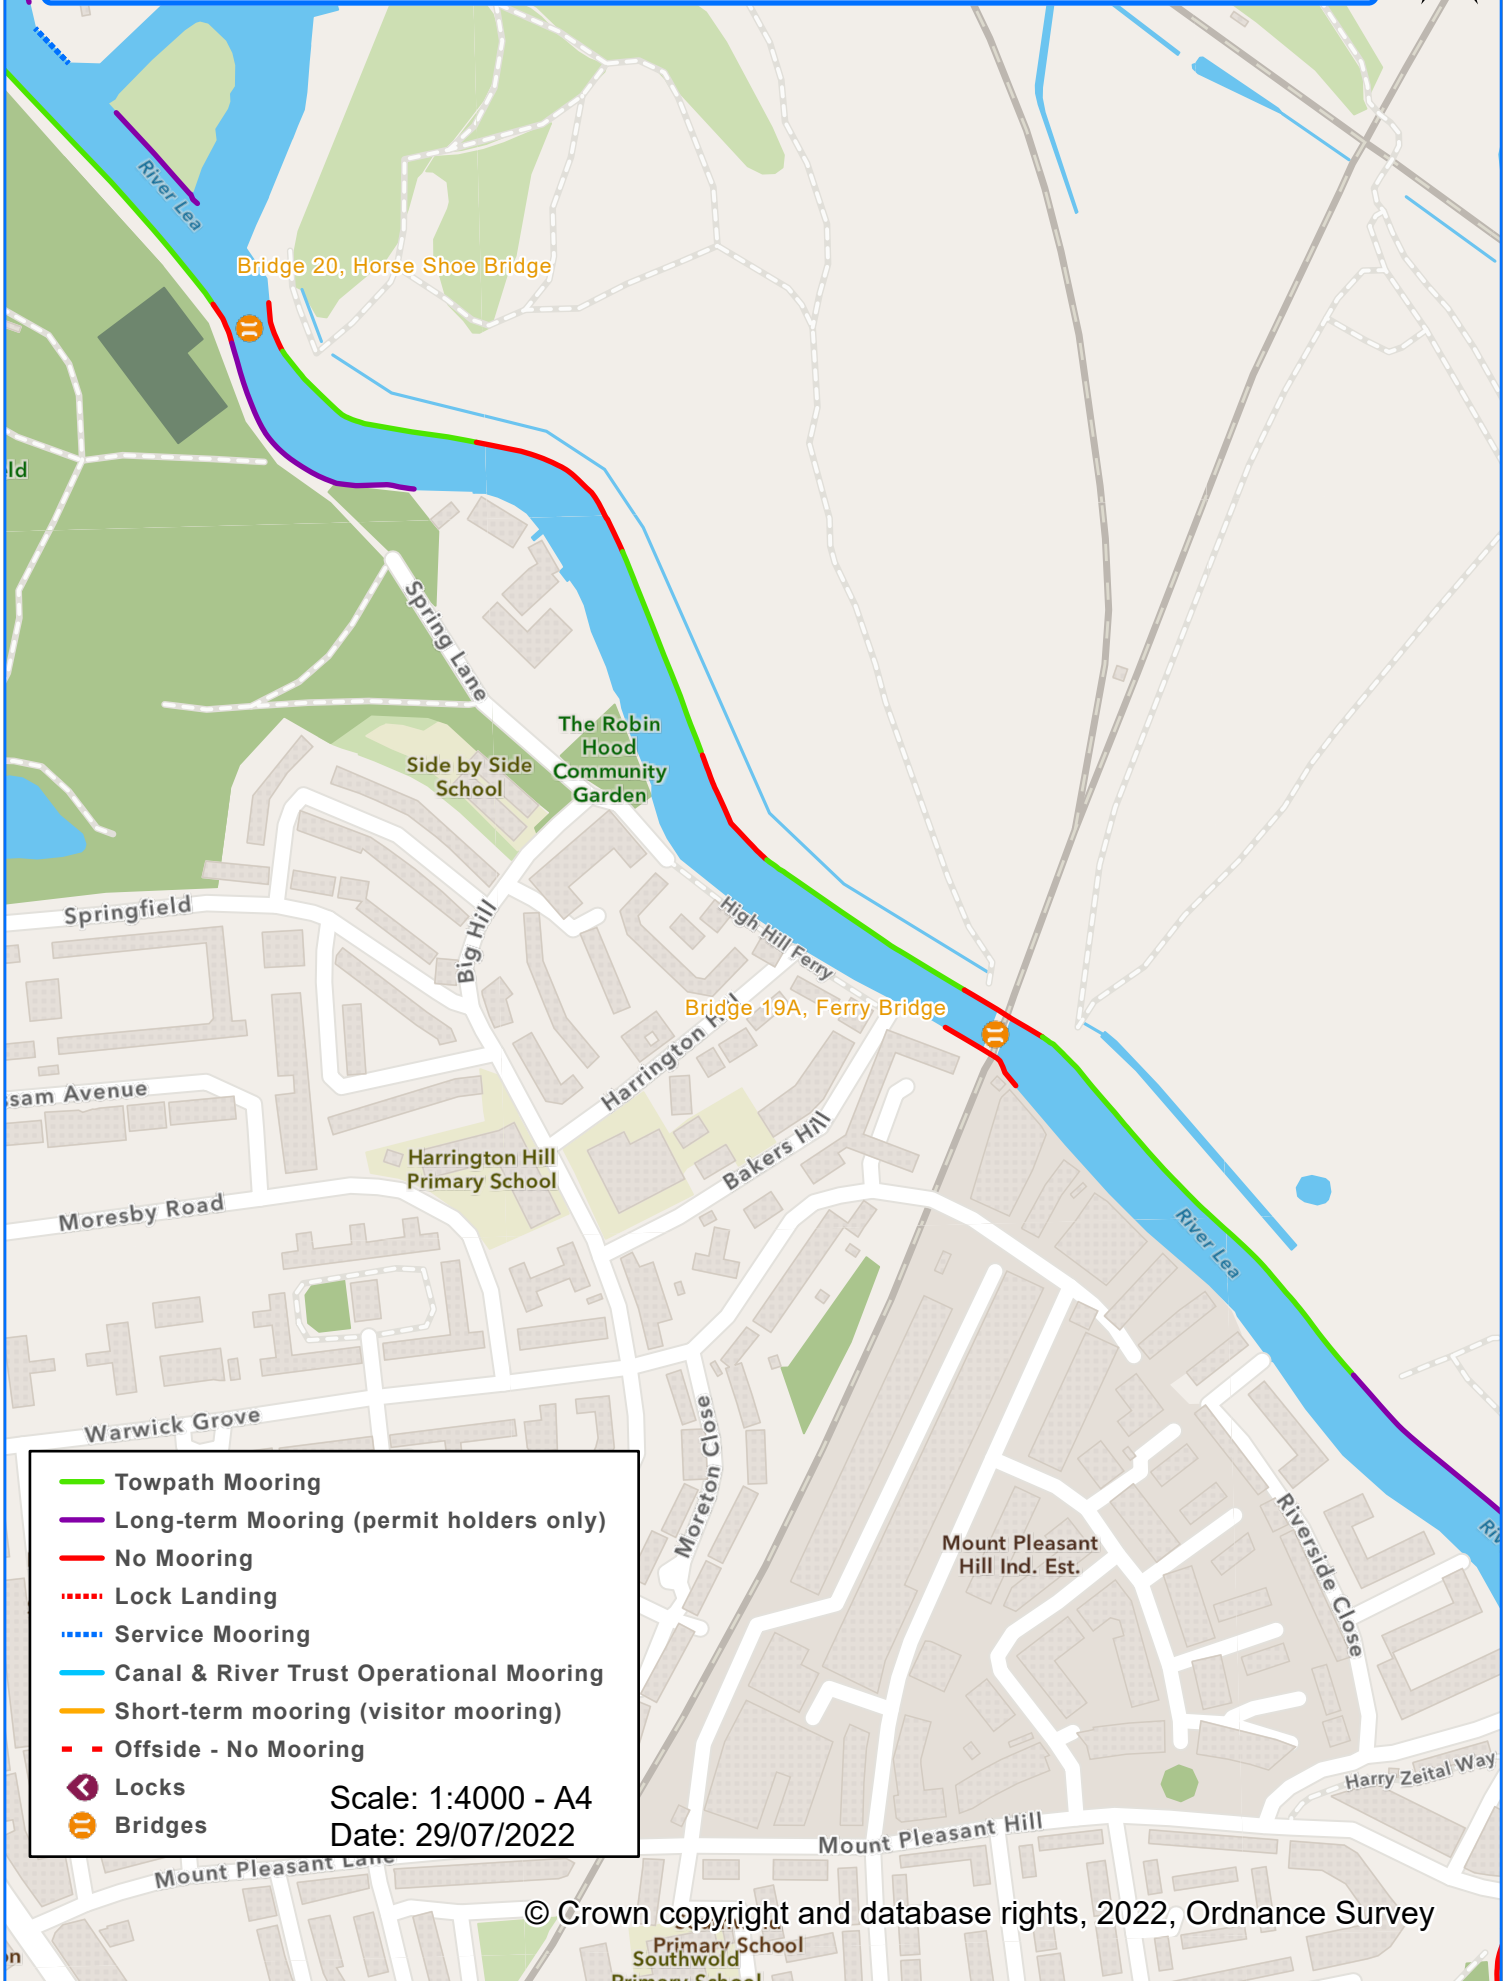 River Lea
Bridge 20, Horse Shoe Bridge
ld
Spring Lane
The Robin
Hood
Community
Garden
Side by Side
School
Springfield
Big Hill
High Hill Ferry
Bridge 19A, Ferry Bridge
Harrington Hill
ssam Avenue
Harrington Hill
Primary School
Bakers Hill
Moresby Road
River Lea
Warwick Grove
Moreton Close
Mount Pleasant
Hill Ind. Est.
Riverside Close
Riv
Harry Zeital Way
Mount Pleasant Hill
Towpath Mooring
Long-term Mooring (permit holders only)
No Mooring
Lock Landing
Service Mooring
Canal & River Trust Operational Mooring
Short-term mooring (visitor mooring)
Offside - No Mooring
Locks
Bridges
Scale: 1:4000 - A4
Date: 29/07/2022
Mount Pleasant Lane
© Crown copyright and database rights, 2022, Ordnance Survey
Primary School
Southwold
Primary School
n